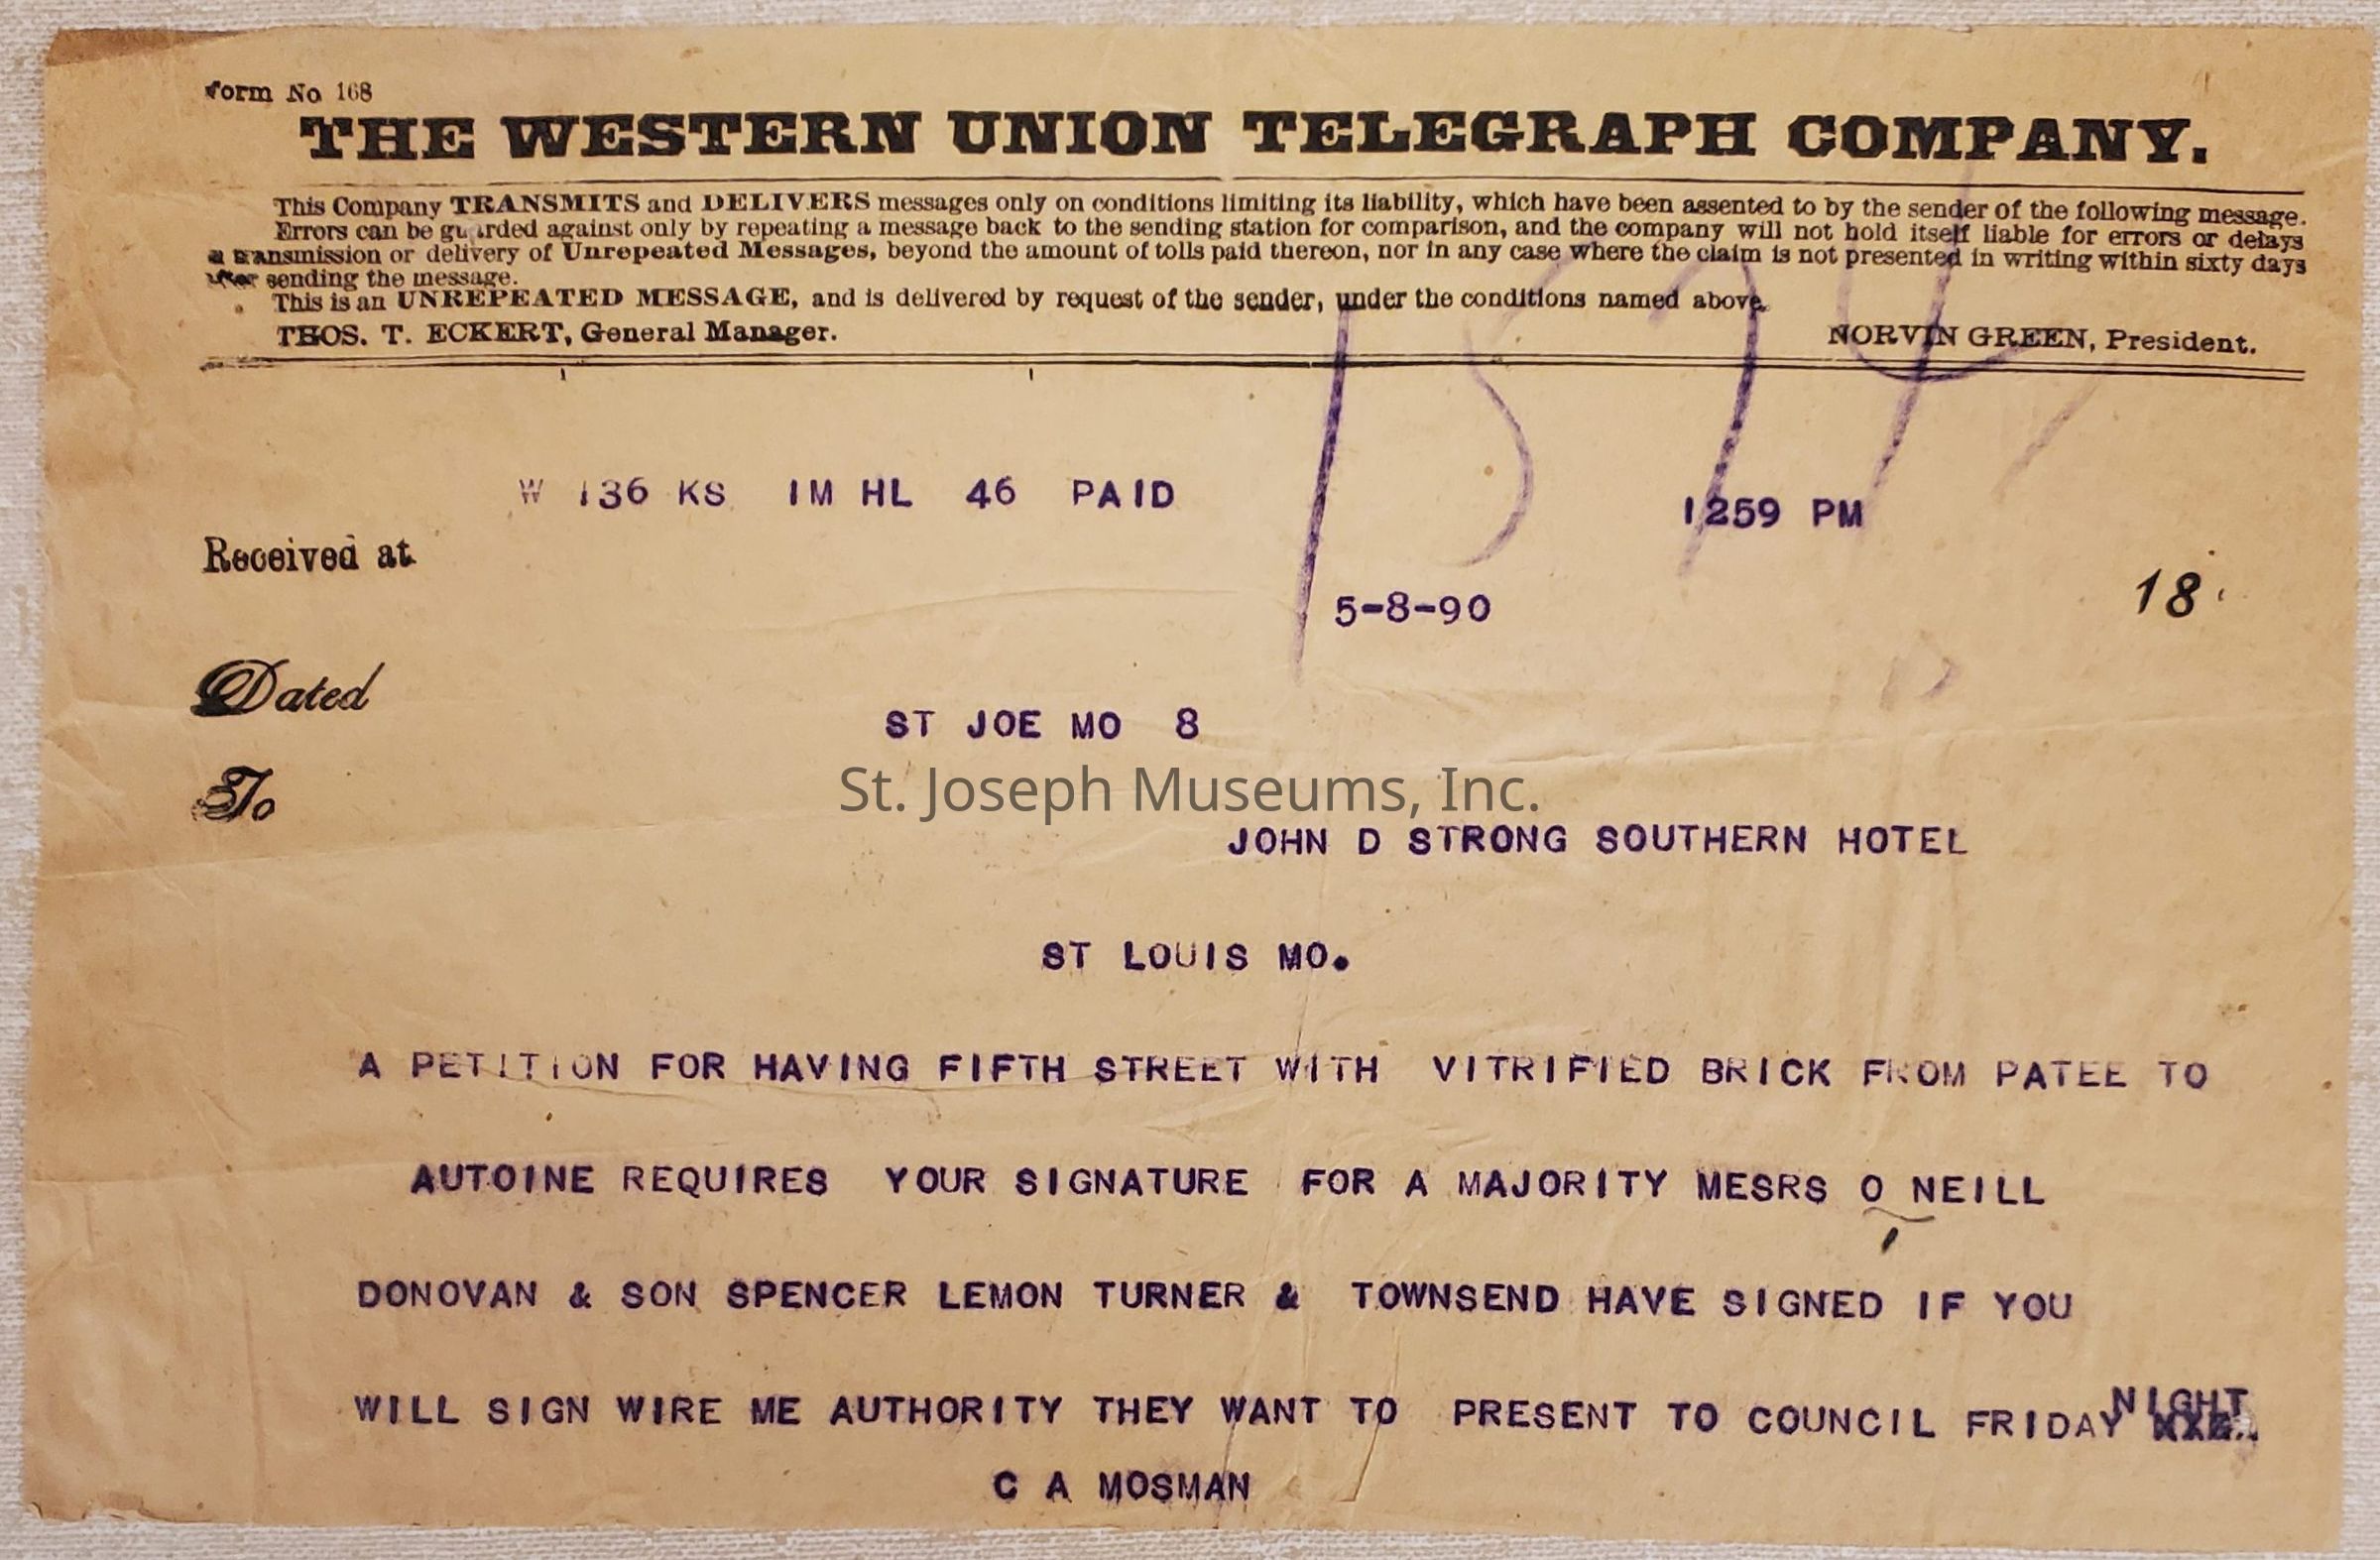 Form No 168
THE WESTERN UNION TELEGRAPH COMPANY.
This Company TRANSMITS and DELIVERS messages only on conditions limiting its liability, which have been assented to by the sender of the following message.
Errors can be guarded against only by repeating a message back to the sending station for comparison, and the company will not hold itself liable for errors or delays
transmission or delivery of Unrepeated Messages, beyond the amount of tolls paid thereon, nor in any case where the claim is not presented in writing within sixty days
after sending the message.
This is an UNREPEATED MESSAGE, and is delivered by request of the sender, under the conditions named above.
THOS. T. ECKERT, General Manager. NORVIN GREEN, President.
W 136 KS IM HL 46 PAID 1259 PM
Received at
5-8-90 18
Dated
ST JOE MO 8
To
St. Joseph Museums, Inc.
JOHN D STRONG SOUTHERN HOTEL
ST LOUIS MO.
A PETITION FOR HAVING FIFTH STREET WITH VITRIFIED BRICK FROM PATEE TO
AUTOINE REQUIRES YOUR SIGNATURE FOR A MAJORITY MESRS O NEILL
DONOVAN & SON SPENCER LEMON TURNER & TOWNSEND HAVE SIGNED IF YOU
WILL SIGN WIRE ME AUTHORITY THEY WANT TO PRESENT TO COUNCIL FRIDAY NIGHT
C A MOSMAN